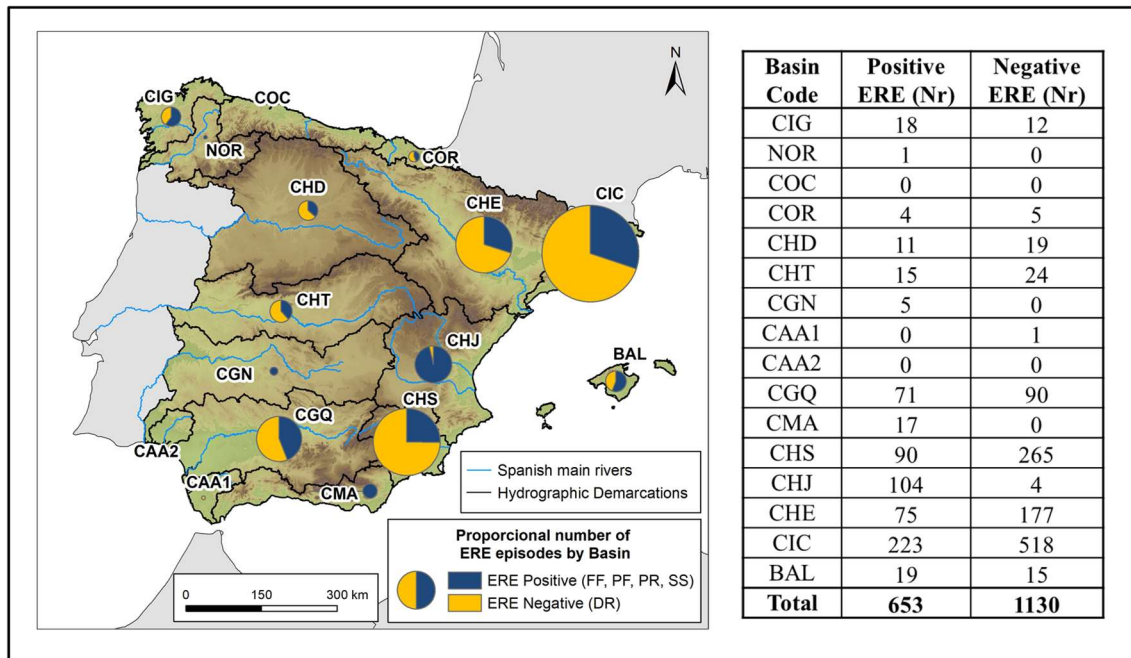 N
CIG
COC
NOR
COR
CHD
CHE
CIC
CHT
CHJ
BAL
CGN
CGQ
CHS
CAA2
CAA1
CMA
Spanish main rivers
Hydrographic Demarcations
Proporcional number of
ERE episodes by Basin
ERE Positive (FF, PF, PR, SS)
ERE Negative (DR)
0 150 300 km
Basin Code Positive ERE (Nr) Negative ERE (Nr)
CIG 18 12
NOR 1 0
COC 0 0
COR 4 5
CHD 11 19
CHT 15 24
CGN 5 0
CAA1 0 1
CAA2 0 0
CGQ 71 90
CMA 17 0
CHS 90 265
CHJ 104 4
CHE 75 177
CIC 223 518
BAL 19 15
Total 653 1130